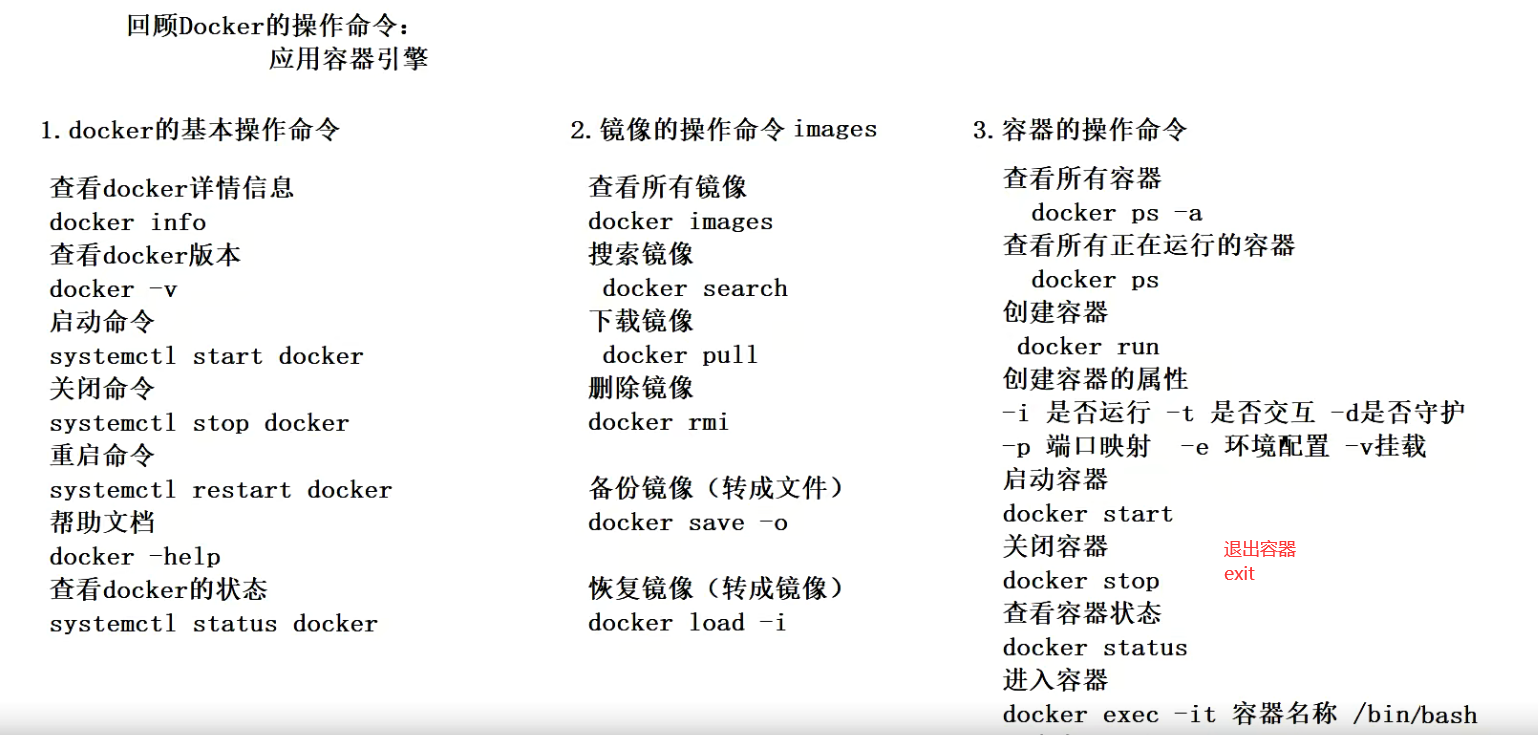 回顾Docker的操作命令:
应用容器引擎
1.docker的基本操作命令
查看docker详情信息
docker info
查看docker版本
docker -v
启动命令
systemctl start docker
关闭命令
systemctl stop docker
重启命令
systemctl restart docker
帮助文档
docker -help
查看docker的状态
systemctl status docker
2.镜像的操作命令 images
查看所有镜像
docker images
搜索镜像
docker search
下载镜像
docker pull
删除镜像
docker rmi
备份镜像（转成文件）
docker save -o
恢复镜像（转成镜像）
docker load -i
3.容器的操作命令
查看所有容器
docker ps -a
查看所有正在运行的容器
docker ps
创建容器
docker run
创建容器的属性
-i 是否运行 -t 是否交互 -d是否守护
-p 端口映射 -e 环境配置 -v挂载
启动容器
docker start
关闭容器
docker stop
查看容器状态
docker status
进入容器
docker exec -it 容器名称 /bin/bash
退出容器
exit